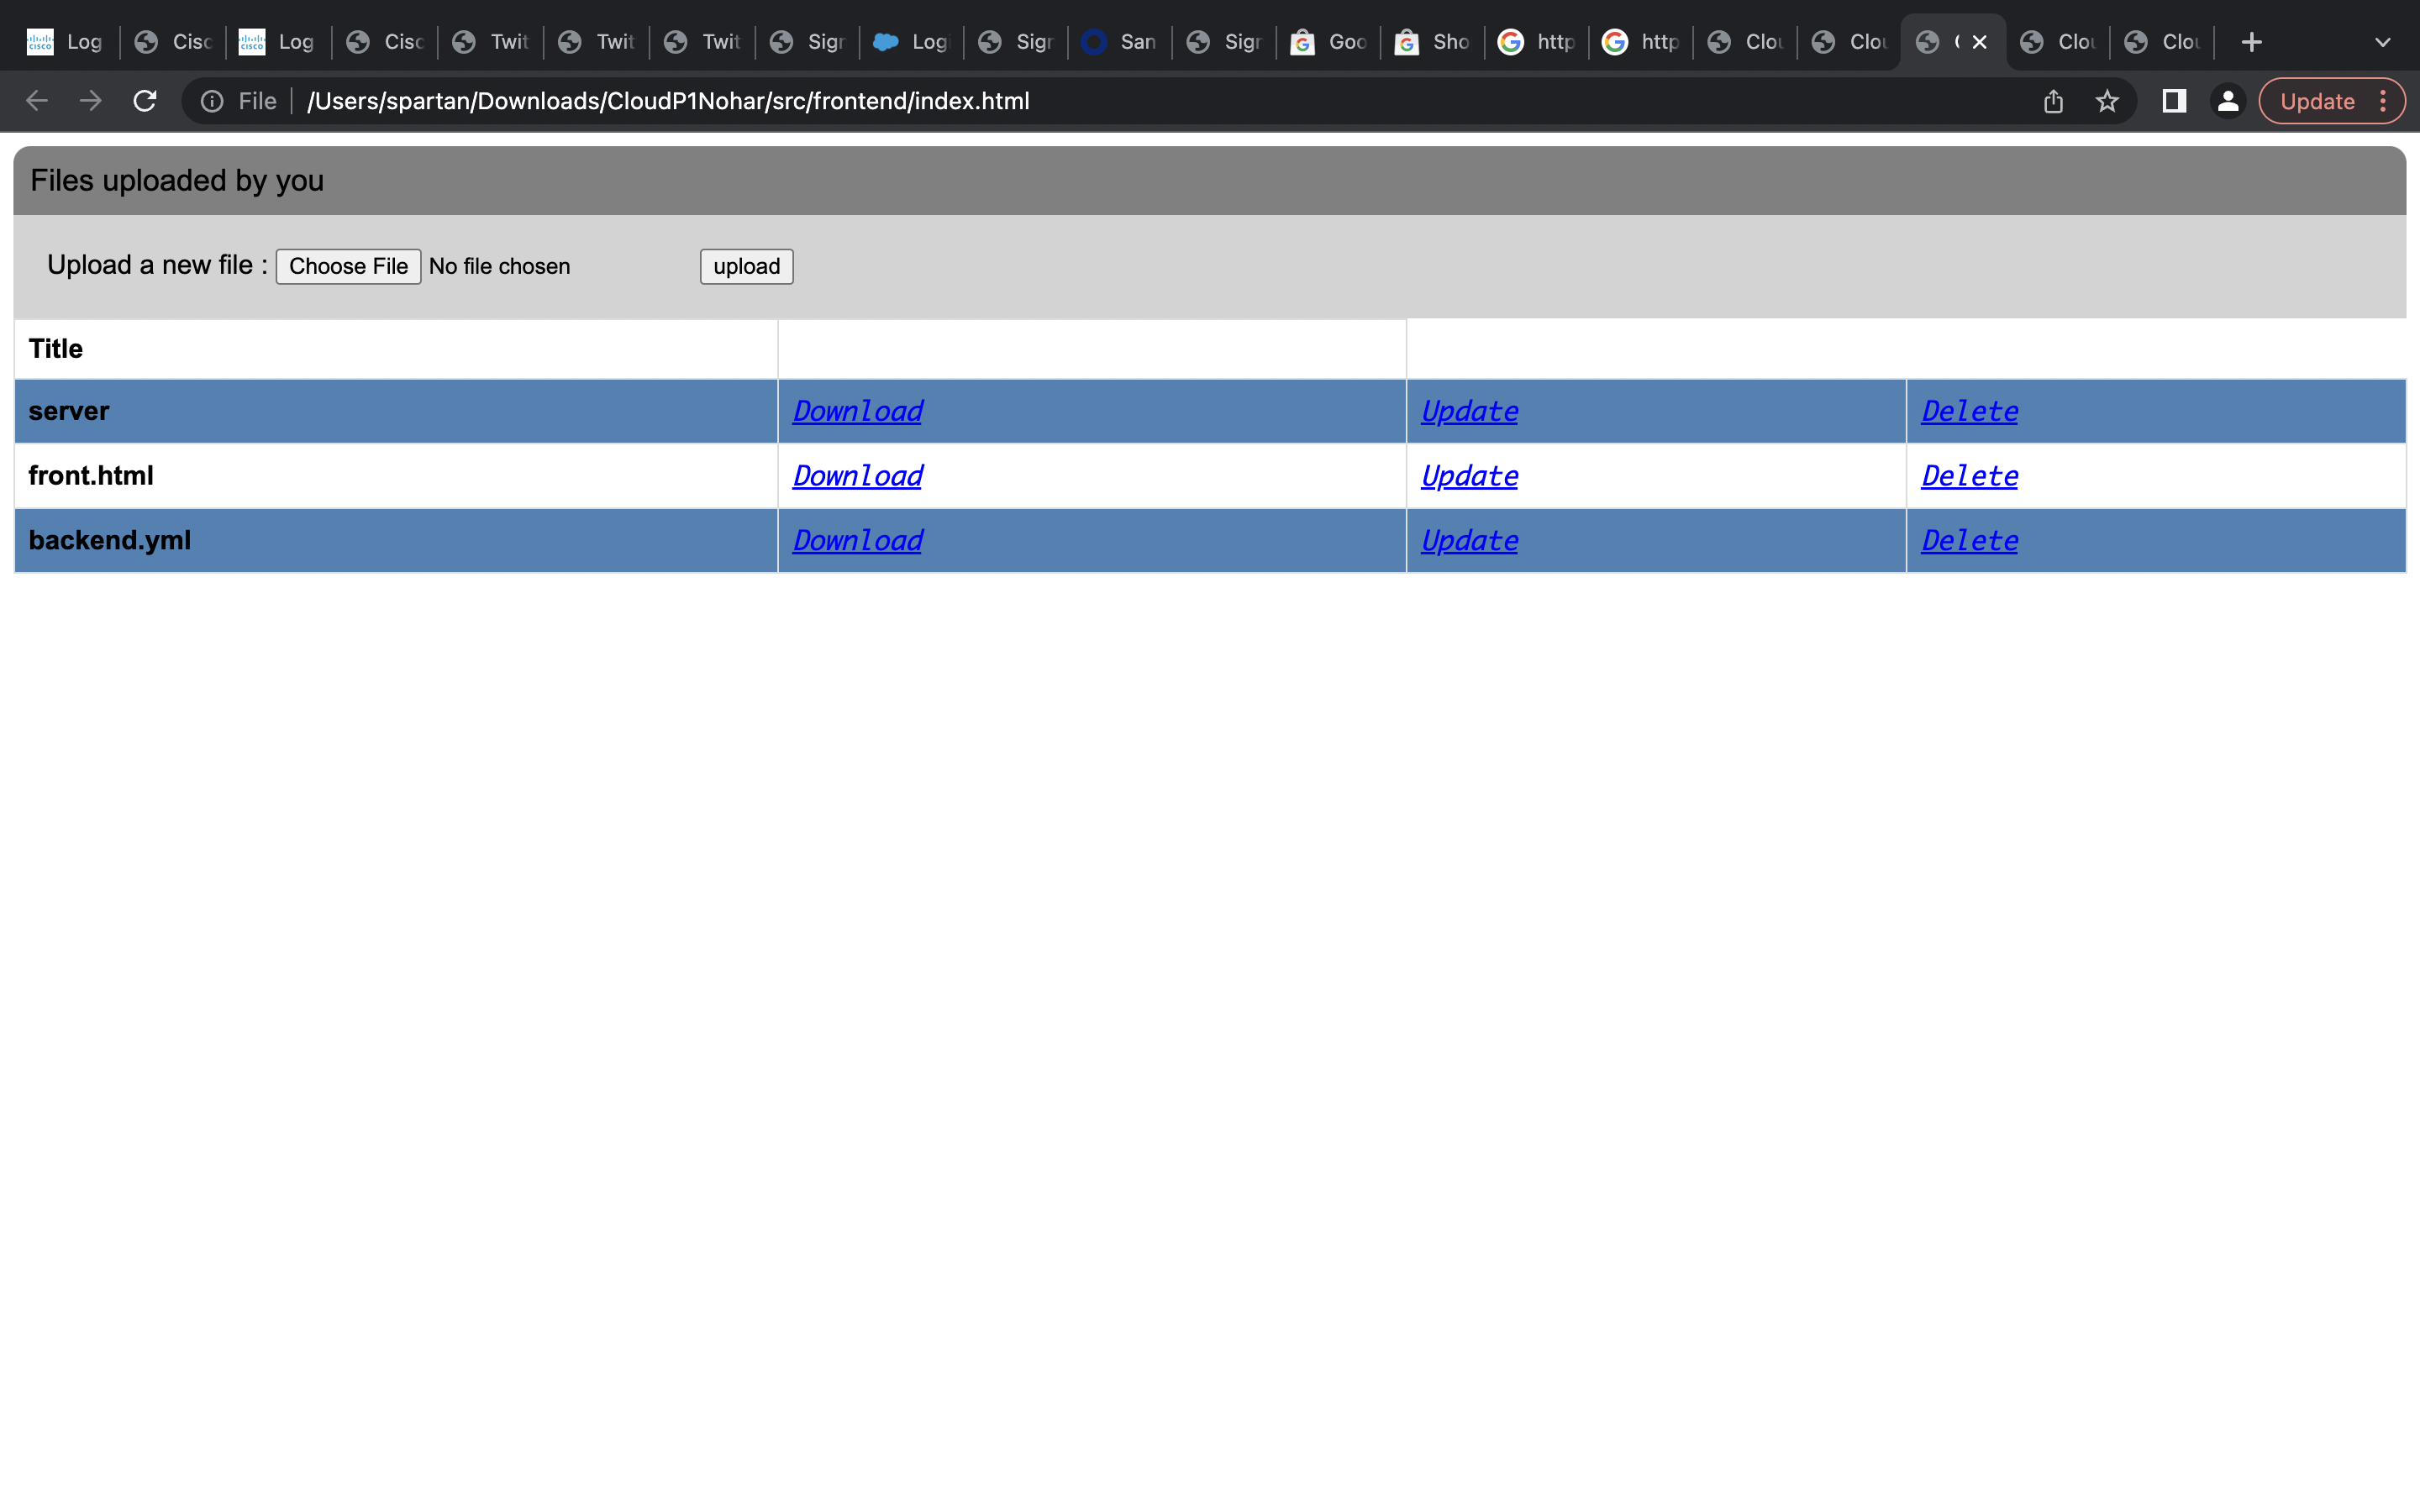 Log Cisc Log Cisc Twit Twit Twit Sigr Logi Sigr San Sigr Goo Sho http http Clou Clou Clou Clou
File /Users/spartan/Downloads/CloudP1Nohar/src/frontend/index.html Update
Files uploaded by you
Upload a new file : Choose File No file chosen upload
Title
server Download Update Delete
front.html Download Update Delete
backend.yml Download Update Delete